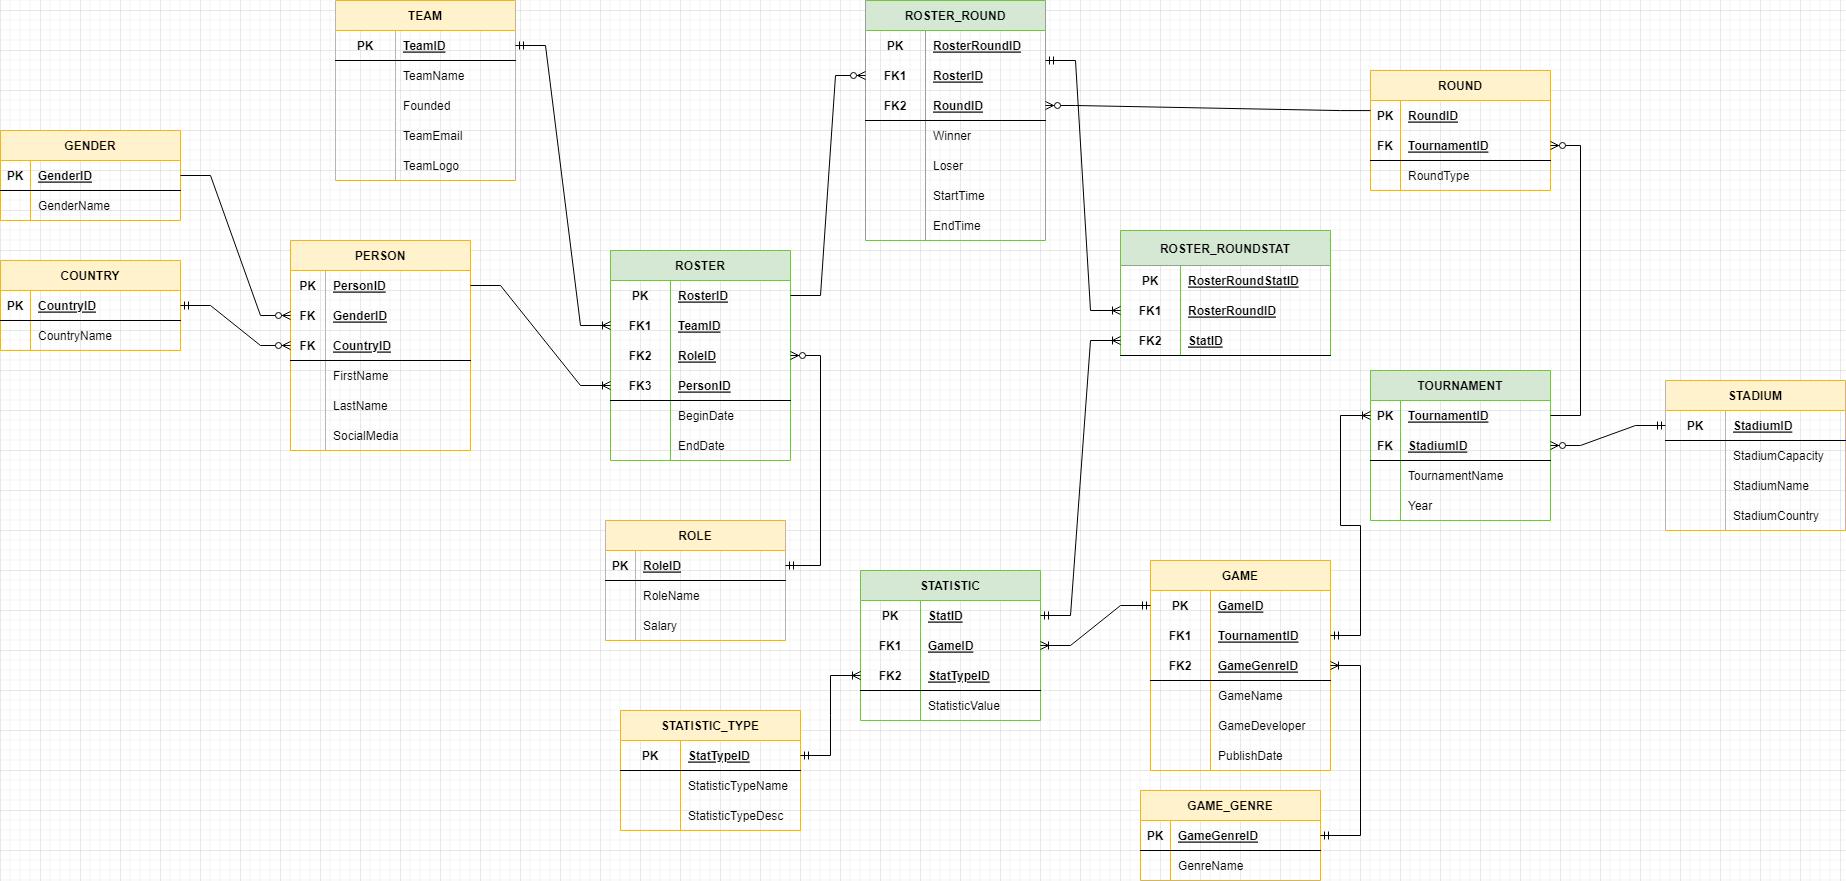 TEAM
PK TeamID
TeamName
Founded
TeamEmail
TeamLogo
ROSTER_ROUND
PK RosterRoundID
FK1 RosterID
FK2 RoundID
Winner
Loser
StartTime
EndTime
ROUND
PK RoundID
FK TournamentID
RoundType
GENDER
PK GenderID
GenderName
COUNTRY
PK CountryID
CountryName
PERSON
PK PersonID
FK GenderID
FK CountryID
FirstName
LastName
SocialMedia
ROSTER
PK RosterID
FK1 TeamID
FK2 RoleID
FK3 PersonID
BeginDate
EndDate
ROSTER_ROUNDSTAT
PK RosterRoundStatID
FK1 RosterRoundID
FK2 StatID
TOURNAMENT
PK TournamentID
FK StadiumID
TournamentName
Year
STADIUM
PK StadiumID
StadiumCapacity
StadiumName
StadiumCountry
ROLE
PK RoleID
RoleName
Salary
STATISTIC
PK StatID
FK1 GameID
FK2 StatTypeID
StatisticValue
GAME
PK GameID
FK1 TournamentID
FK2 GameGenreID
GameName
GameDeveloper
PublishDate
STATISTIC_TYPE
PK StatTypeID
StatisticTypeName
StatisticTypeDesc
GAME_GENRE
PK GameGenreID
GenreName